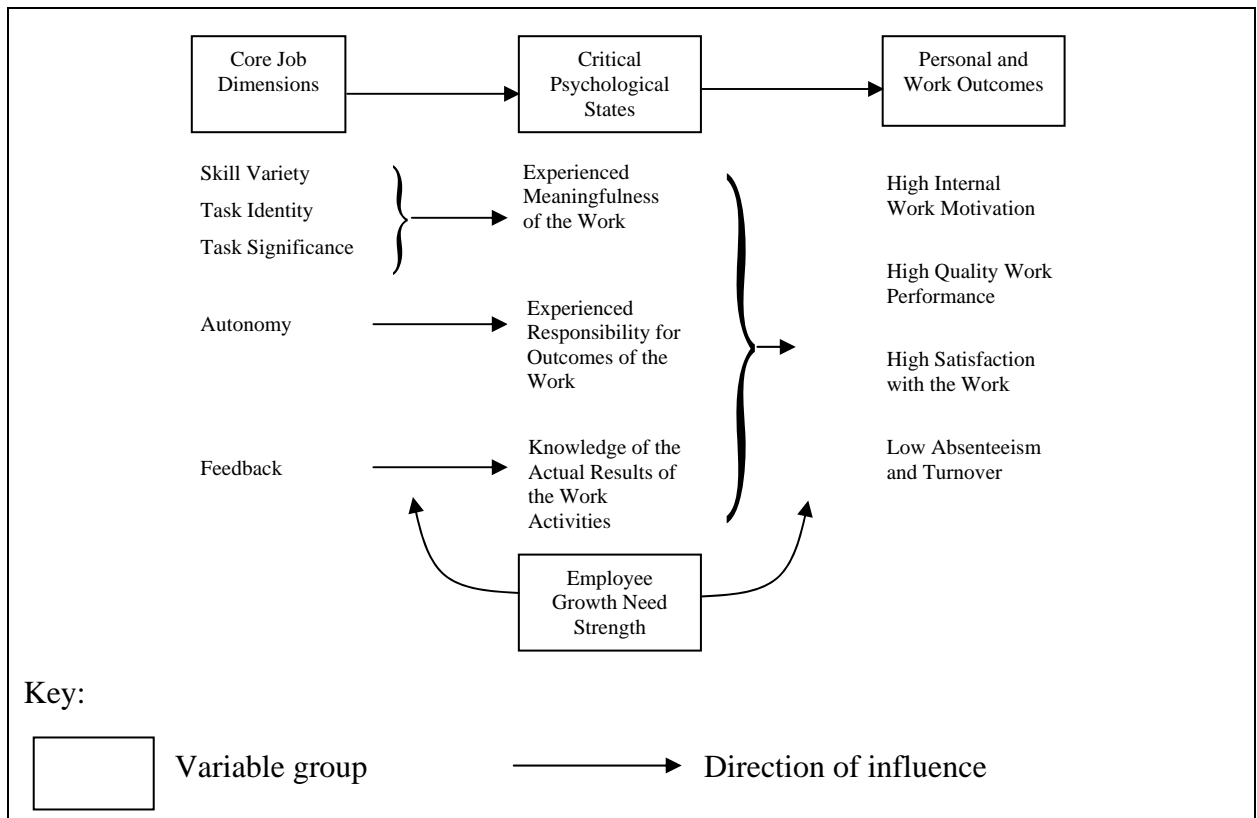 Core Job
Dimensions
Critical
Psychological
States
Personal and
Work Outcomes
Skill Variety
Task Identity
Task Significance
Experienced
Meaningfulness
of the Work
High Internal
Work Motivation
High Quality Work
Performance
Autonomy
Experienced
Responsibility for
Outcomes of the
Work
High Satisfaction
with the Work
Feedback
Knowledge of the
Actual Results of
the Work
Activities
Low Absenteeism
and Turnover
Employee
Growth Need
Strength
Key:
Variable group
Direction of influence